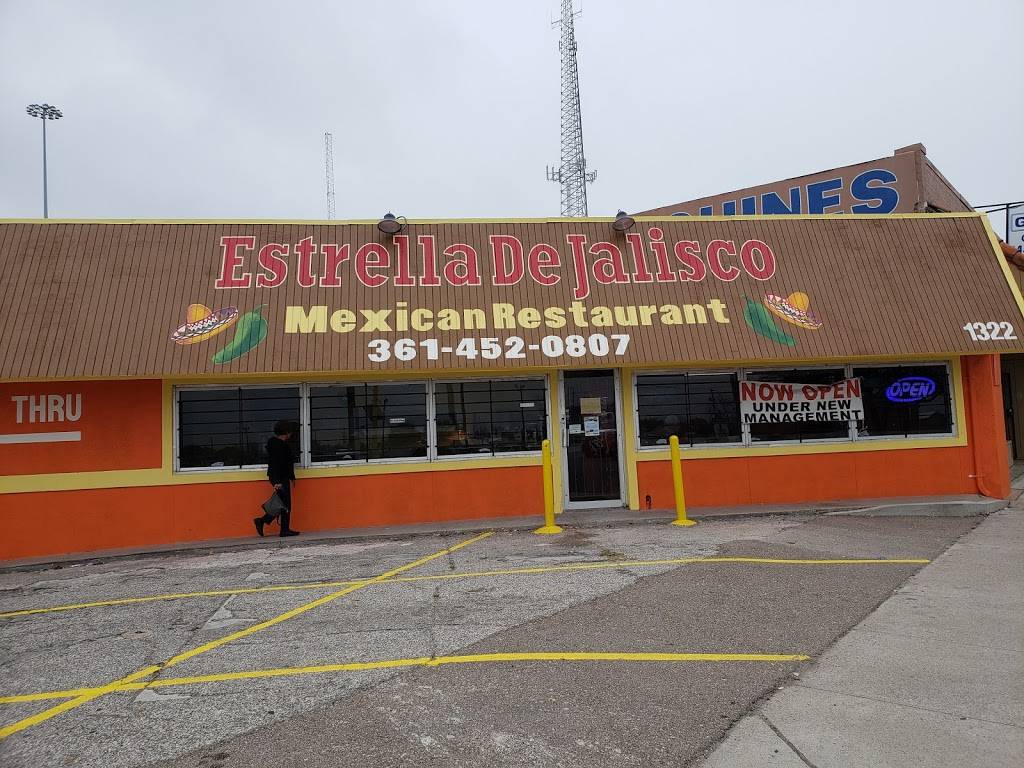 Estrella De Jalisco
Mexican Restaurant
361-452-0807
1322
THRU
NOW OPEN
UNDER NEW
MANAGEMENT
OPEN